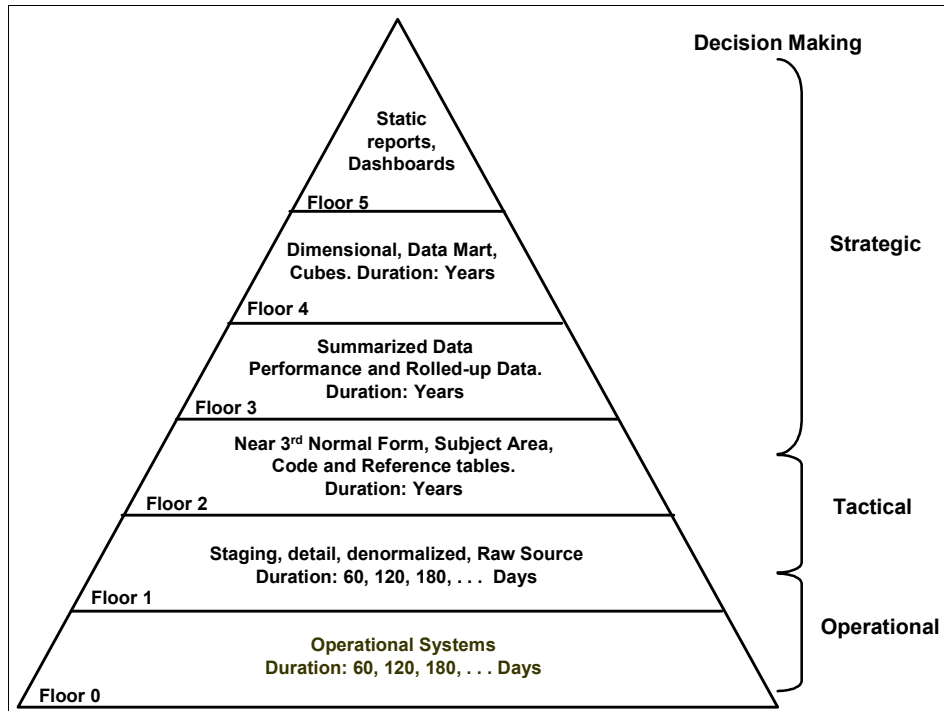 Decision Making
Static
reports,
Dashboards
Floor 5
Dimensional, Data Mart,
Cubes. Duration: Years
Floor 4
Strategic
Summarized Data
Performance and Rolled-up Data.
Duration: Years
Floor 3
Near 3rd Normal Form, Subject Area,
Code and Reference tables.
Duration: Years
Floor 2
Tactical
Staging, detail, denormalized, Raw Source
Duration: 60, 120, 180, . . . Days
Floor 1
Operational
Operational Systems
Duration: 60, 120, 180, . . . Days
Floor 0